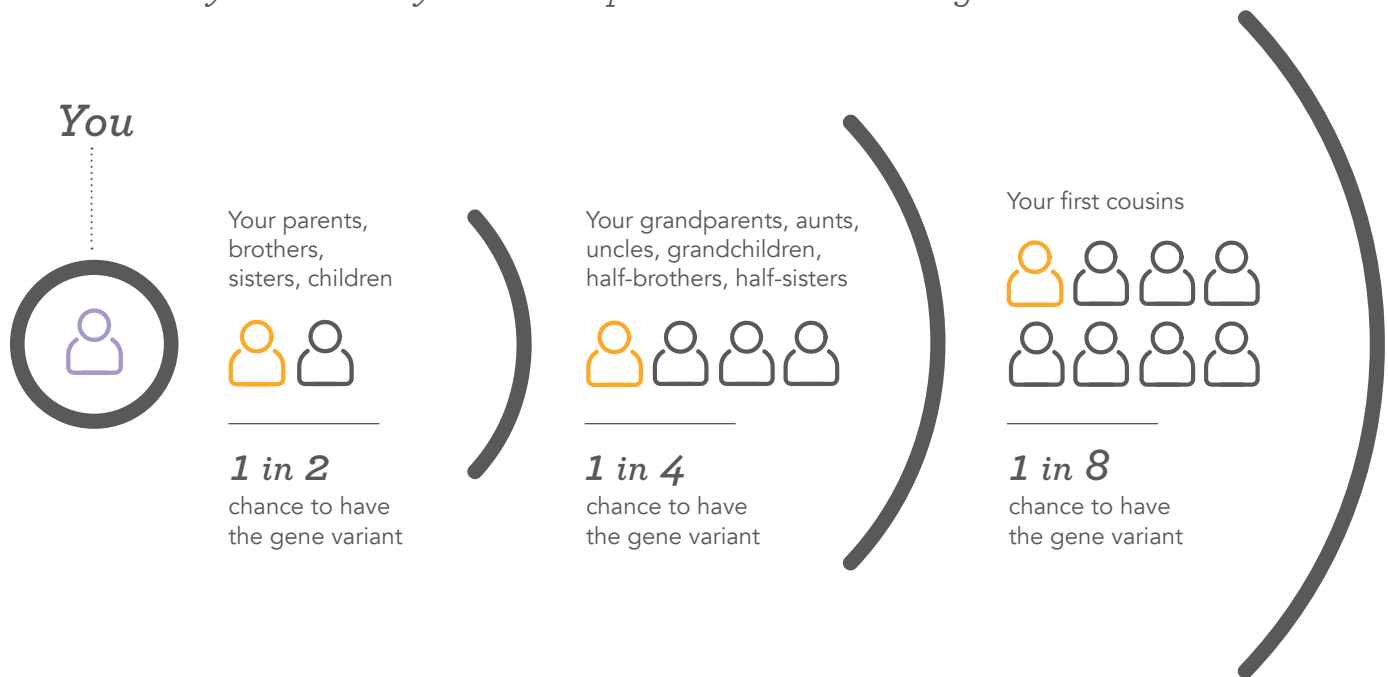 You
Your parents,
brothers,
sisters, children
1 in 2
chance to have
the gene variant
Your grandparents, aunts,
uncles, grandchildren,
half-brothers, half-sisters
1 in 4
chance to have
the gene variant
Your first cousins
1 in 8
chance to have
the gene variant